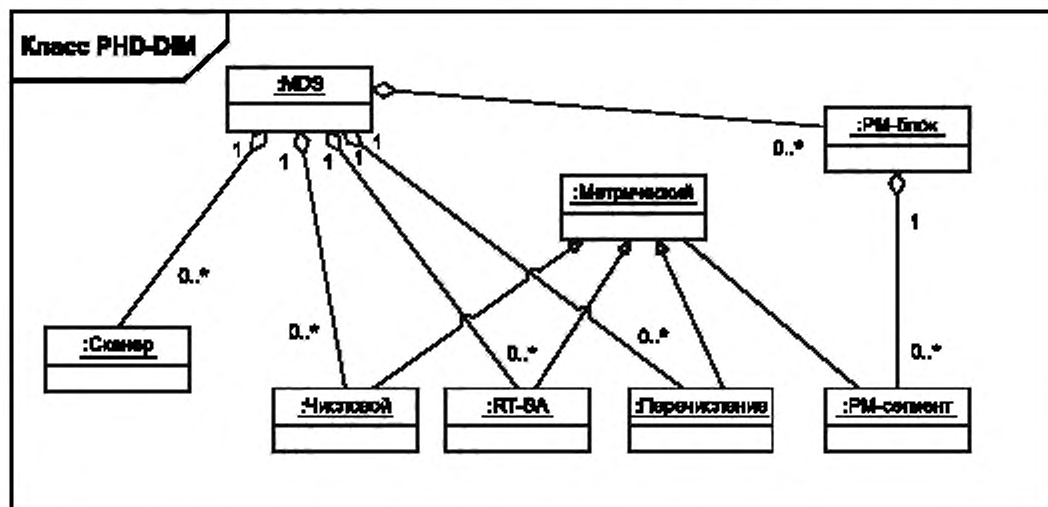 Класс PHD-DIM
:MDS
:PM-блок
1
1
1
1
0..*
:Метрический
1
0..*
0..*
0..*
0..*
0..*
:Сканер
:Числовой
:RT-SA
:Перечисление
:PM-сегмент